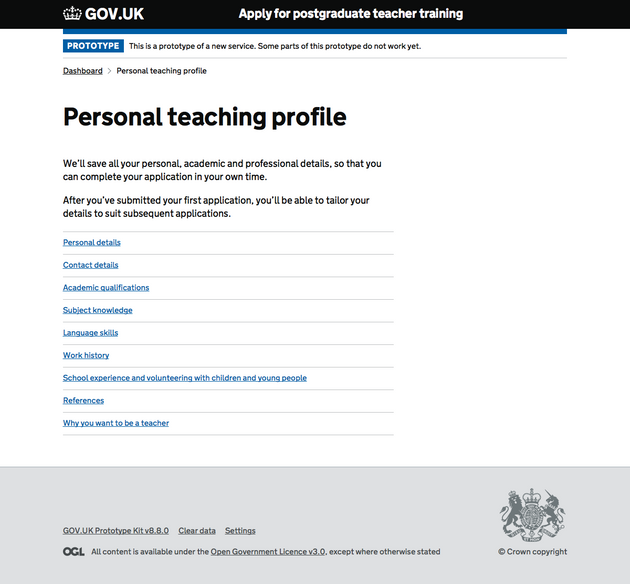 GOV.UK Apply for postgraduate teacher training
PROTOTYPE This is a prototype of a new service. Some parts of this prototype do not work yet.
Dashboard > Personal teaching profile
Personal teaching profile
We'll save all your personal, academic and professional details, so that you
can complete your application in your own time.
After you've submitted your first application, you'll be able to tailor your
details to suit subsequent applications.
Personal details
Contact details
Academic qualifications
Subject knowledge
Language skills
Work history
School experience and volunteering with children and young people
References
Why you want to be a teacher
GOV.UK Prototype Kit v8.8.0 Clear data Settings
OGL All content is available under the Open Government Licence v3.0, except where otherwise stated
© Crown copyright